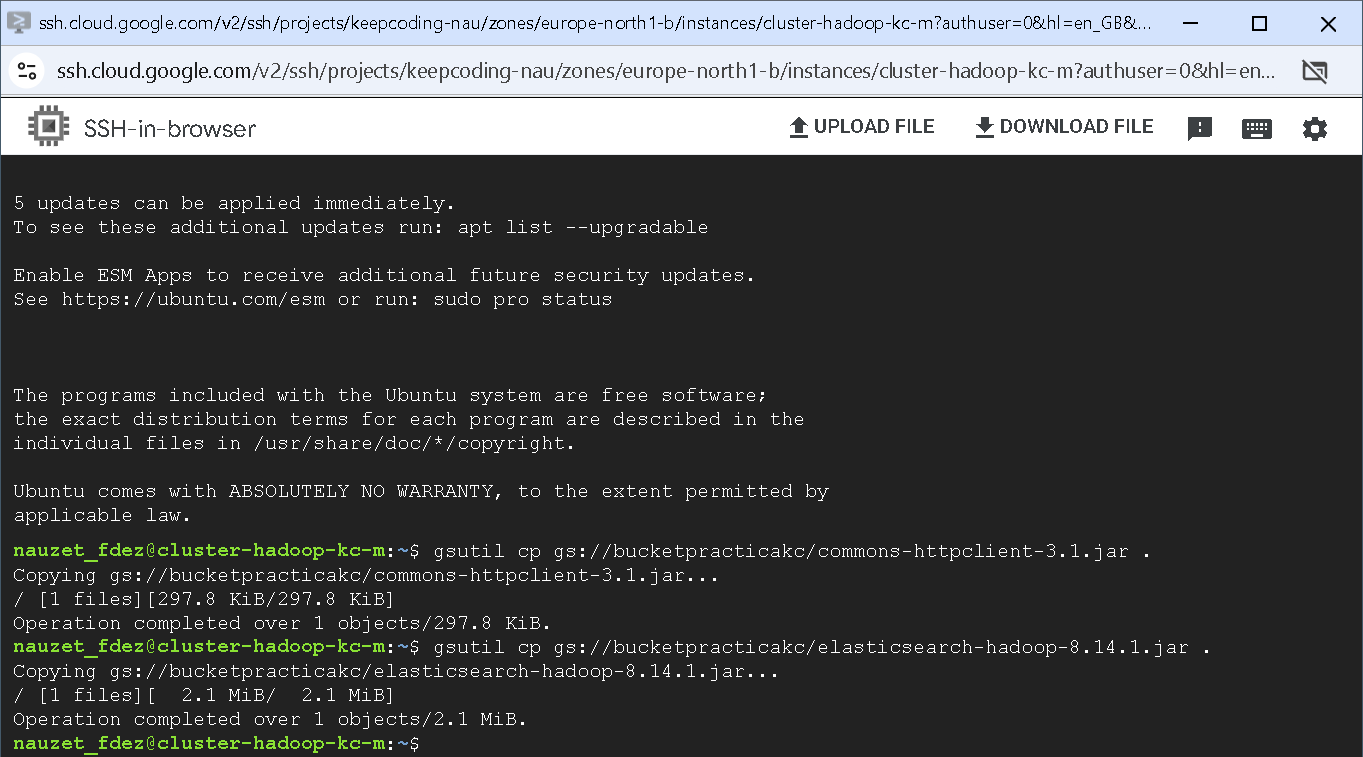 ssh.cloud.google.com/v2/ssh/projects/keepcoding-nau/zones/europe-north1-b/instances/cluster-hadoop-kc-m?authuser=0&hl=en_GB&...
ssh.cloud.google.com/v2/ssh/projects/keepcoding-nau/zones/europe-north1-b/instances/cluster-hadoop-kc-m?authuser=0&hl=en...
SSH-in-browser UPLOAD FILE DOWNLOAD FILE
5 updates can be applied immediately.
To see these additional updates run: apt list --upgradable
Enable ESM Apps to receive additional future security updates.
See https://ubuntu.com/esm or run: sudo pro status
The programs included with the Ubuntu system are free software;
the exact distribution terms for each program are described in the
individual files in /usr/share/doc/*/copyright.
Ubuntu comes with ABSOLUTELY NO WARRANTY, to the extent permitted by
applicable law.
nauzet_fdez@cluster-hadoop-kc-m:~$ gsutil cp gs://bucketpracticakc/commons-httpclient-3.1.jar .
Copying gs://bucketpracticakc/commons-httpclient-3.1.jar...
/ [1 files][297.8 KiB/297.8 KiB]
Operation completed over 1 objects/297.8 KiB.
nauzet_fdez@cluster-hadoop-kc-m:~$ gsutil cp gs://bucketpracticakc/elasticsearch-hadoop-8.14.1.jar .
Copying gs://bucketpracticakc/elasticsearch-hadoop-8.14.1.jar...
/ [1 files][  2.1 MiB/  2.1 MiB]
Operation completed over 1 objects/2.1 MiB.
nauzet_fdez@cluster-hadoop-kc-m:~$